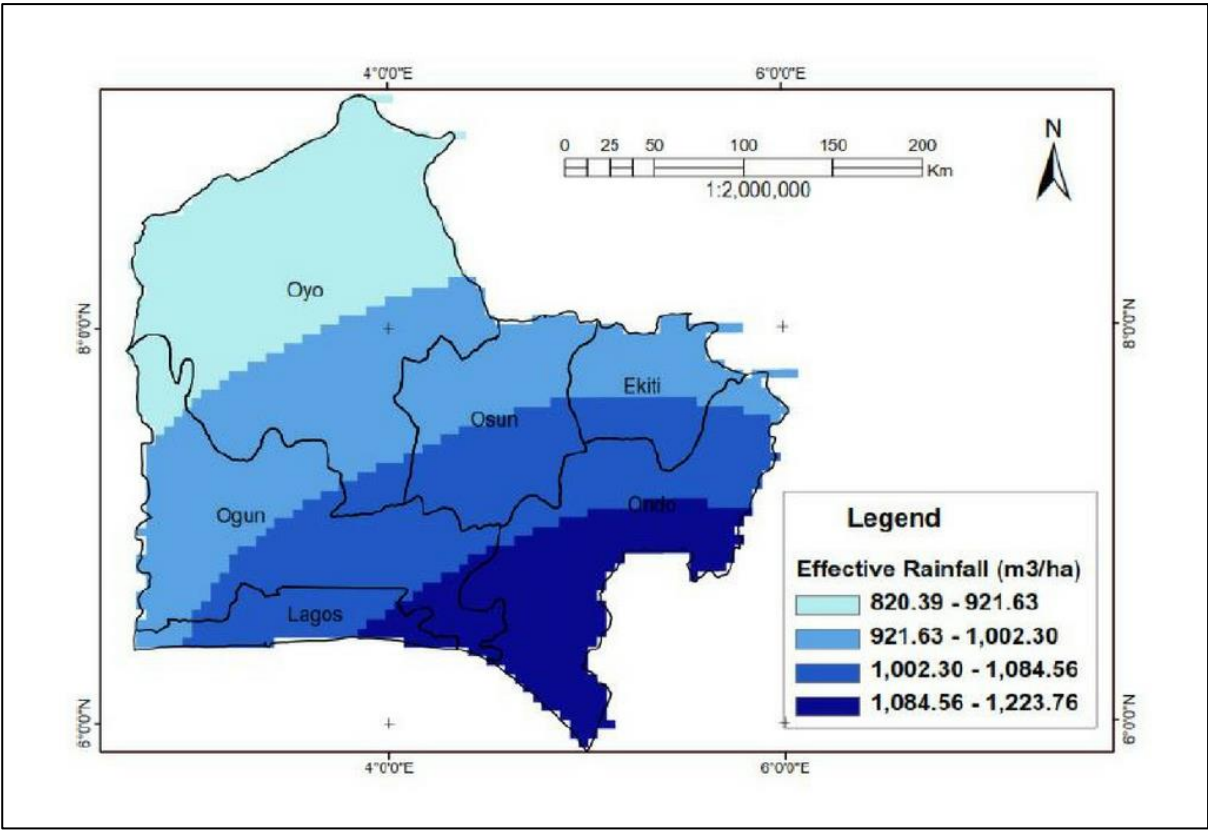 4°0'0"E
6°0'0"E
N
0 25 50 100 150 200
Km
1:2,000,000
Oyo
8°0'0"N
8°0'0"N
Ekiti
Osun
Ogun
Ondo
Lagos
Legend
Effective Rainfall (m3/ha)
820.39 - 921.63
921.63 - 1,002.30
1,002.30 - 1,084.56
1,084.56 - 1,223.76
6°0'0"N
6°0'0"N
4°0'0"E
6°0'0"E